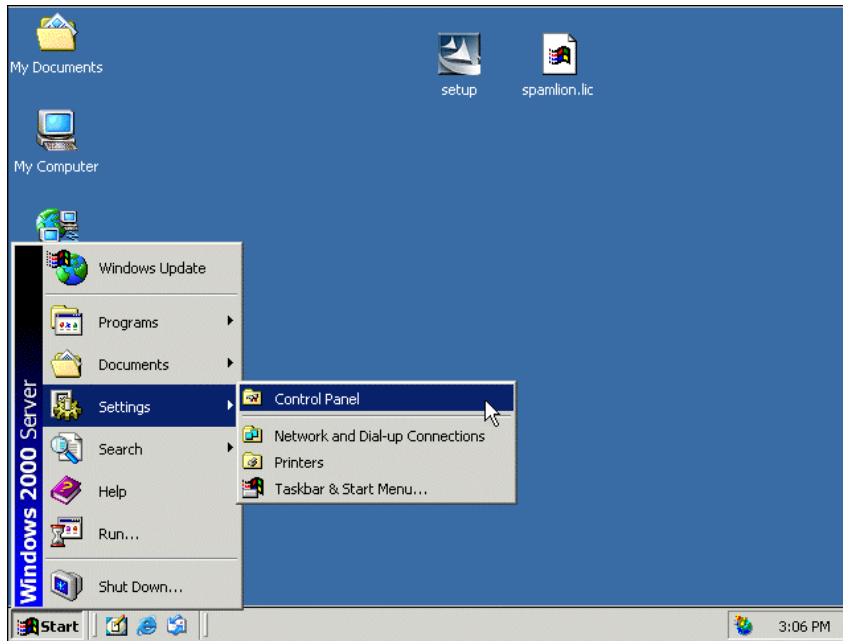 My Documents
setup
spamlion.lic
My Computer
Windows 2000 Server
Windows Update
Programs
Documents
Settings
Search
Help
Run...
Shut Down...
Control Panel
Network and Dial-up Connections
Printers
Taskbar & Start Menu...
Start
3:06 PM